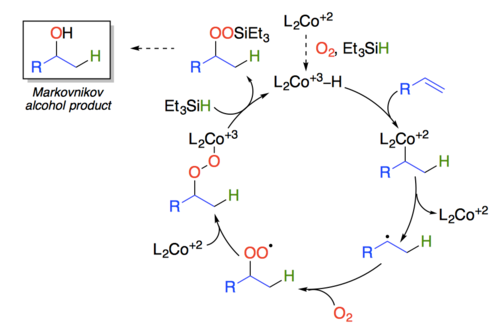 OH
R
H
Markovnikov
alcohol product
OOSiEt3
R
H
L2Co+2
O2, Et3SiH
L2Co+3–H
R
L2Co+2
R
H
L2Co+2
R
H
O2
OO•
R
H
L2Co+2
L2Co+3
O
O
R
H
Et3SiH